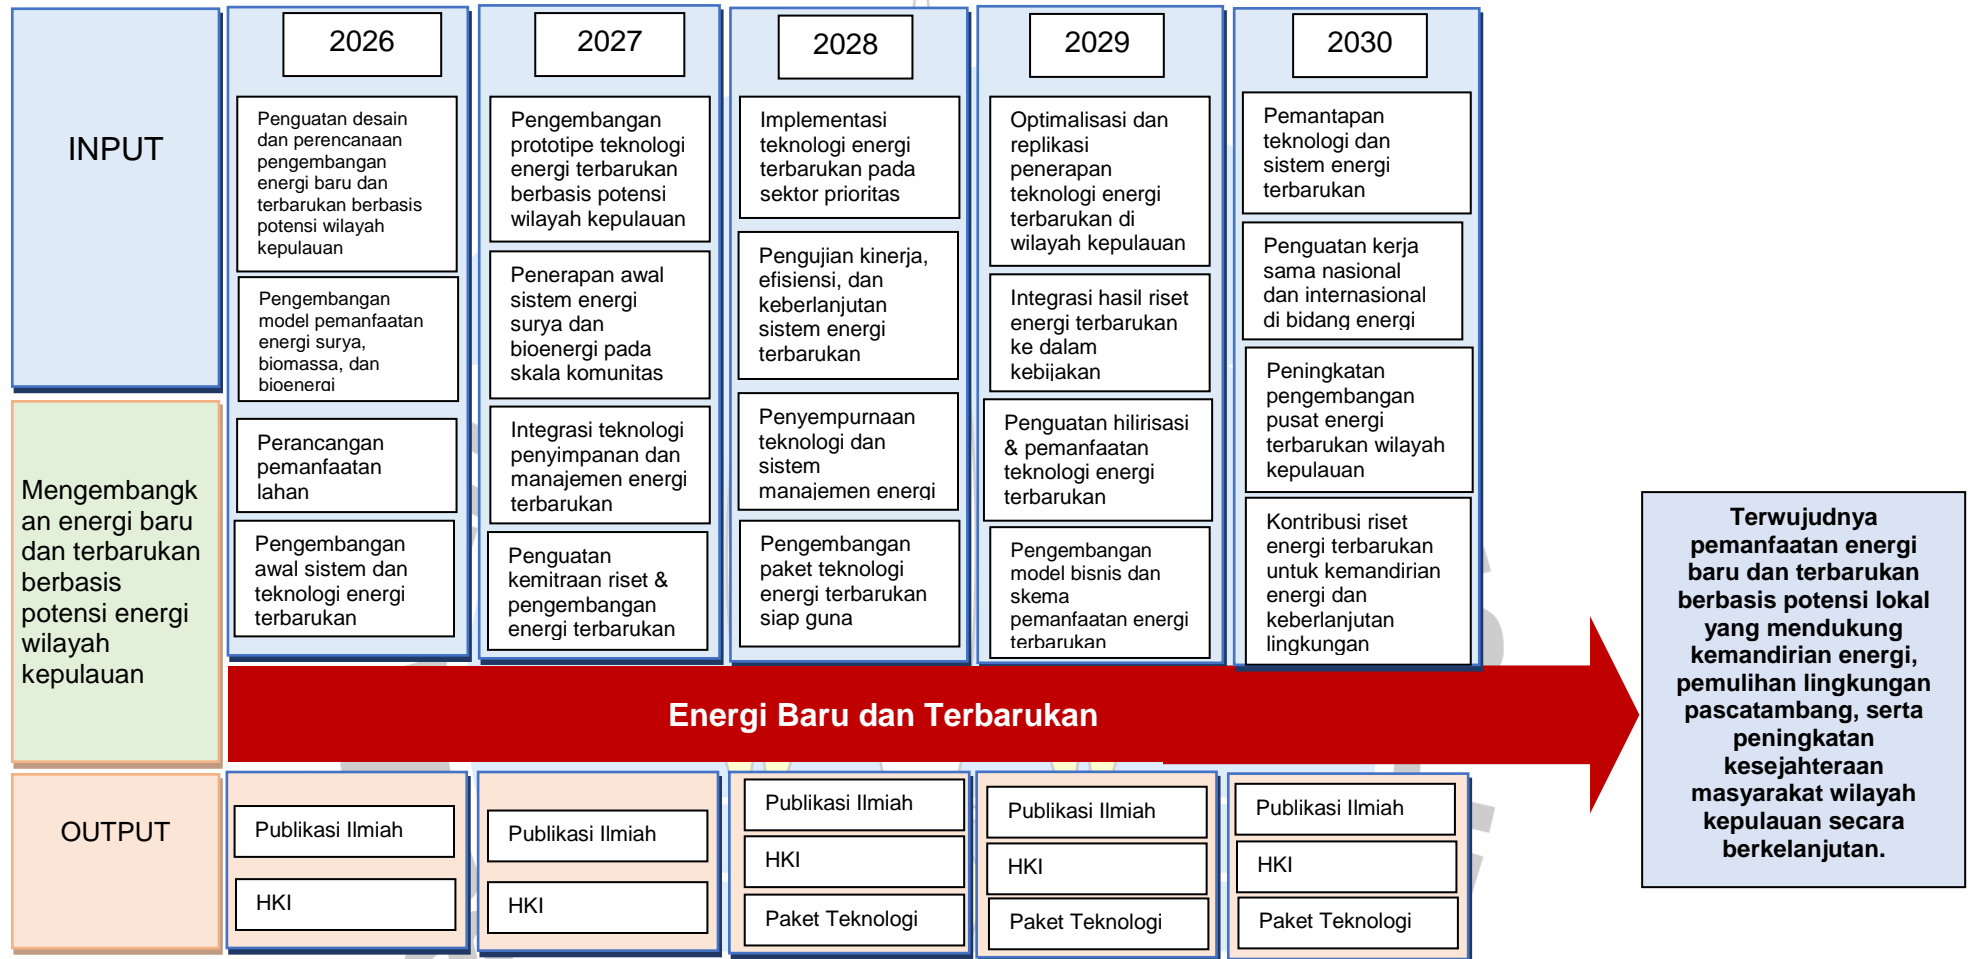 INPUT
2026
Penguatan desain
dan perencanaan
pengembangan
energi baru dan
terbarukan berbasis
potensi wilayah
kepulauan
Pengembangan
model pemanfaatan
energi surya,
biomassa, dan
bioenergi
Perancangan
pemanfaatan
lahan
Pengembangan
awal sistem dan
teknologi energi
terbarukan
2027
Pengembangan
prototipe teknologi
energi terbarukan
berbasis potensi
wilayah kepulauan
Penerapan awal
sistem energi
surya dan
bioenergi pada
skala komunitas
Integrasi teknologi
penyimpanan dan
manajemen energi
terbarukan
Penguatan
kemitraan riset &
pengembangan
energi terbarukan
2028
Implementasi
teknologi energi
terbarukan pada
sektor prioritas
Pengujian kinerja,
efisiensi, dan
keberlanjutan
sistem energi
terbarukan
Penyempurnaan
teknologi dan
sistem
manajemen energi
Pengembangan
paket teknologi
energi terbarukan
siap guna
2029
Optimalisasi dan
replikasi
penerapan
teknologi energi
terbarukan di
wilayah kepulauan
Integrasi hasil riset
energi terbarukan
ke dalam
kebijakan
Penguatan hilirisasi
& pemanfaatan
teknologi energi
terbarukan
Pengembangan
model bisnis dan
skema
pemanfaatan energi
terbarukan
2030
Pemantapan
teknologi dan
sistem energi
terbarukan
Penguatan kerja
sama nasional
dan internasional
di bidang energi
Peningkatan
pengembangan
pusat energi
terbarukan wilayah
kepulauan
Kontribusi riset
energi terbarukan
untuk kemandirian
energi dan
keberlanjutan
lingkungan
Mengembangk
an energi baru
dan terbarukan
berbasis
potensi energi
wilayah
kepulauan
Energi Baru dan Terbarukan
Terwujudnya
pemanfaatan energi
baru dan terbarukan
berbasis potensi lokal
yang mendukung
kemandirian energi,
pemulihan lingkungan
pascatambang, serta
peningkatan
kesejahteraan
masyarakat wilayah
kepulauan secara
berkelanjutan.
OUTPUT
Publikasi Ilmiah
HKI
Publikasi Ilmiah
HKI
Publikasi Ilmiah
HKI
Paket Teknologi
Publikasi Ilmiah
HKI
Paket Teknologi
Publikasi Ilmiah
HKI
Paket Teknologi